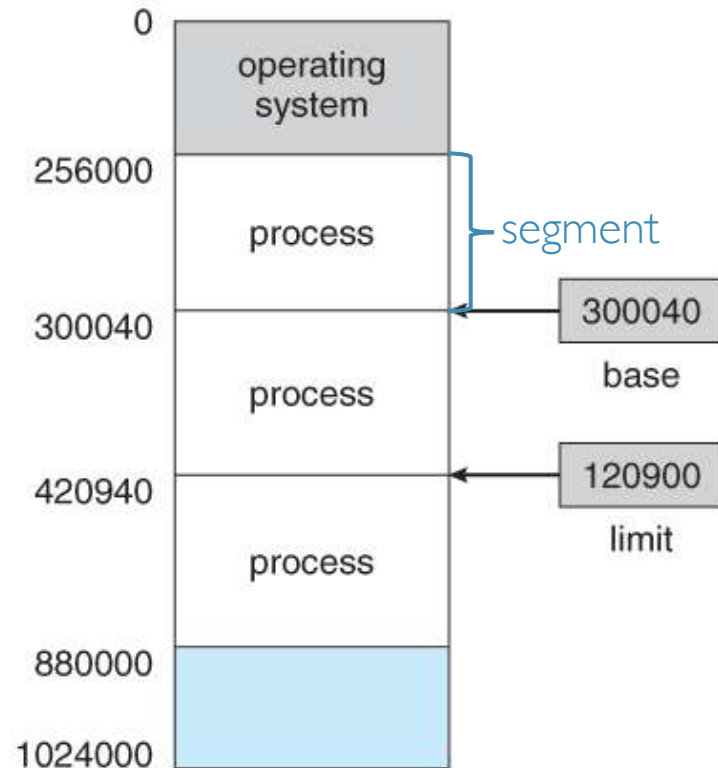 0
operating
system
256000
process
segment
300040
300040
base
process
420940
120900
limit
process
880000
1024000